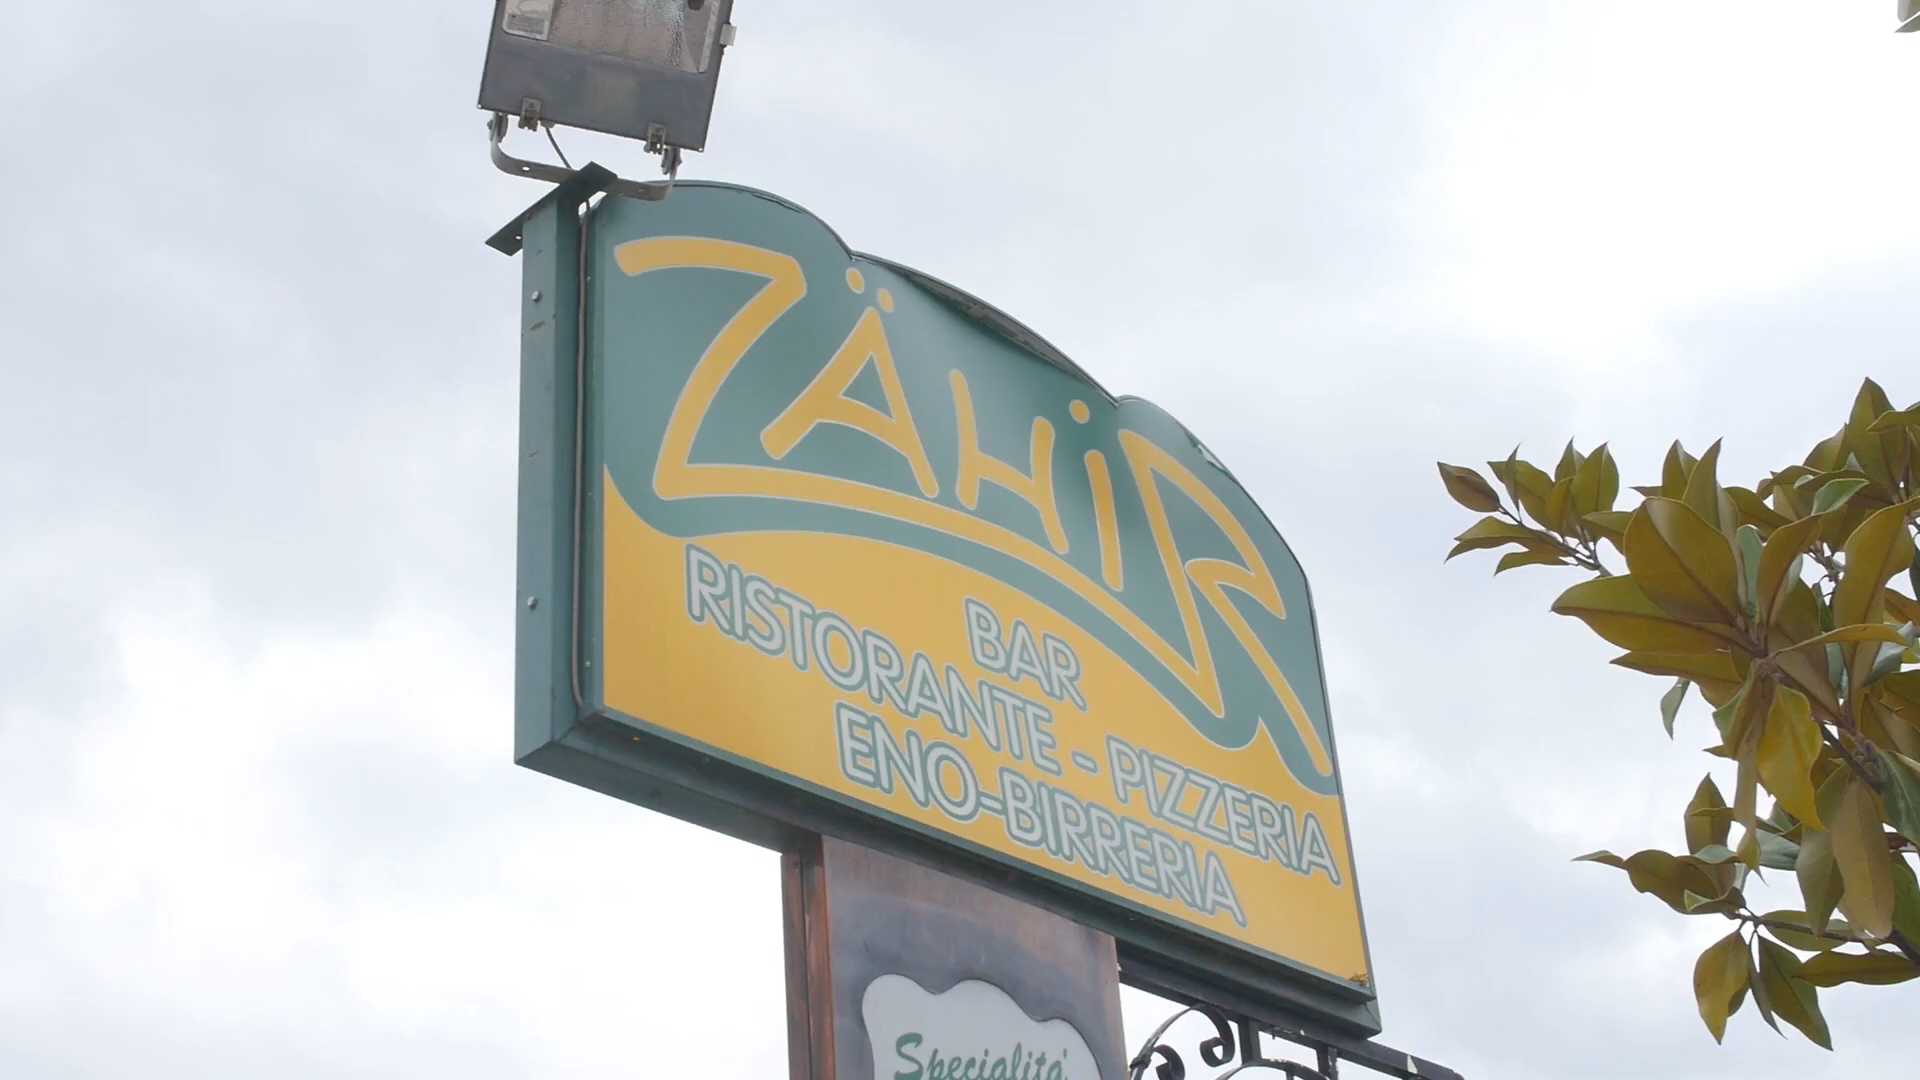 ZÄHiR
BAR
RISTORANTE - PIZZERIA
ENO-BIRRERIA
Specialità